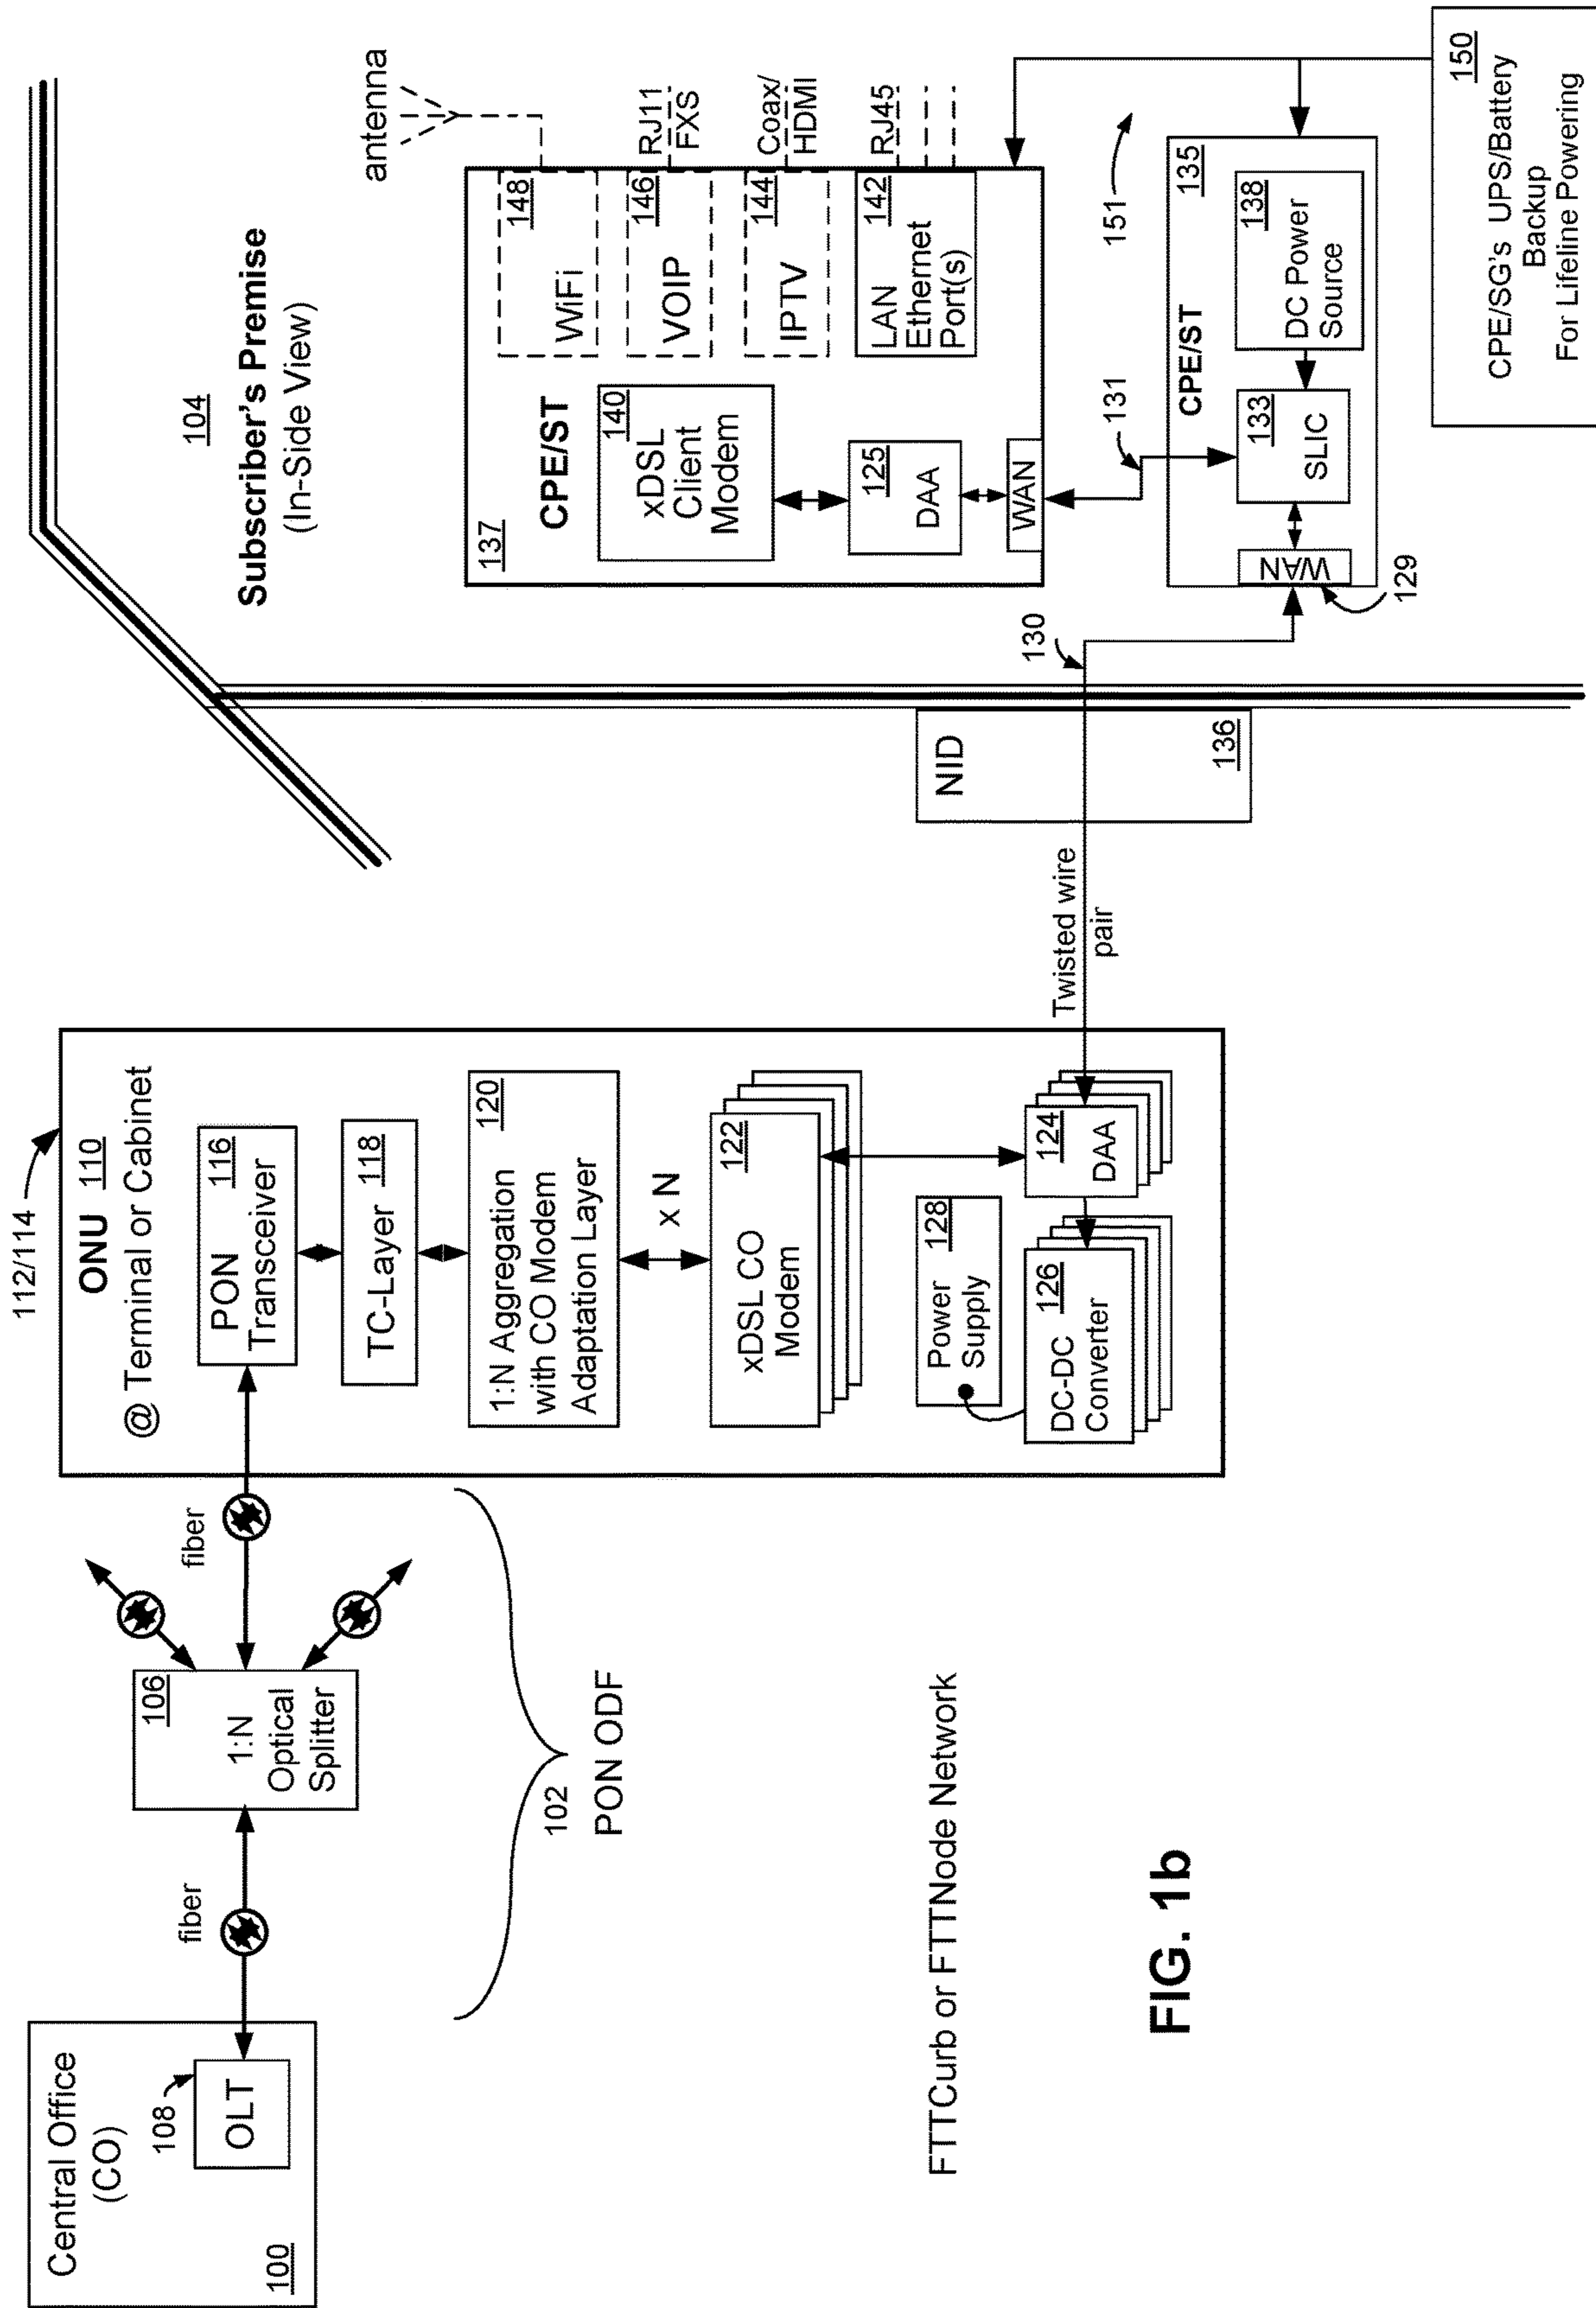 Central Office
(CO)
108
OLT
100
fiber
106
1:N
Optical
Splitter
fiber
102
PON ODF
112/114
ONU 110
@ Terminal or Cabinet
PON 116
Transceiver
TC-Layer 118
120
1:N Aggregation
with CO Modem
Adaptation Layer
x N
122
xDSL CO
Modem
Power 128
Supply
124
DAA
126
DC-DC
Converter
Twisted wire
pair
NID
136
104
Subscriber's Premise
(In-Side View)
antenna
137
CPE/ST
140
xDSL
Client
Modem
125
DAA
WAN
148
WiFi
146
VOIP
144
IPTV
142
LAN
Ethernet
Port(s)
RJ11
FXS
Coax/
HDMI
RJ45
130
131
151
CPE/ST
135
WAN
129
133
SLIC
138
DC Power
Source
150
CPE/SG's UPS/Battery
Backup
For Lifeline Powering
FTTCurb or FTTNode Network
FIG. 1b